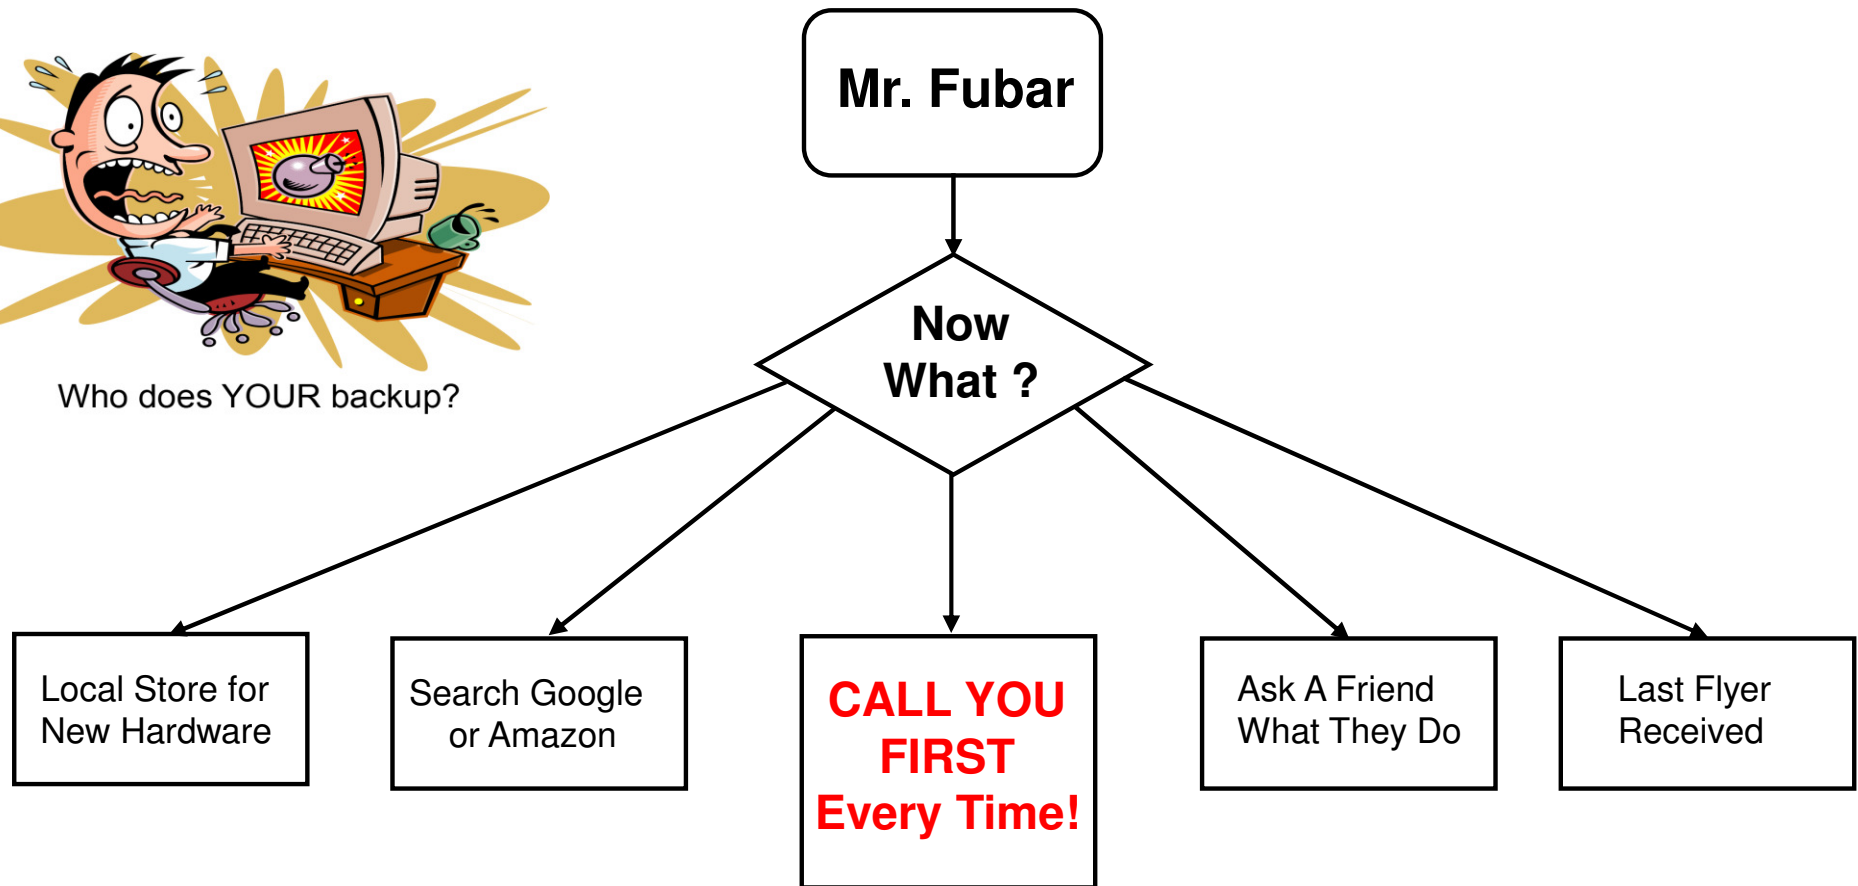 Mr. Fubar
Now
What ?
Who does YOUR backup?
Local Store for
New Hardware
Search Google
or Amazon
CALL YOU
FIRST
Every Time!
Ask A Friend
What They Do
Last Flyer
Received